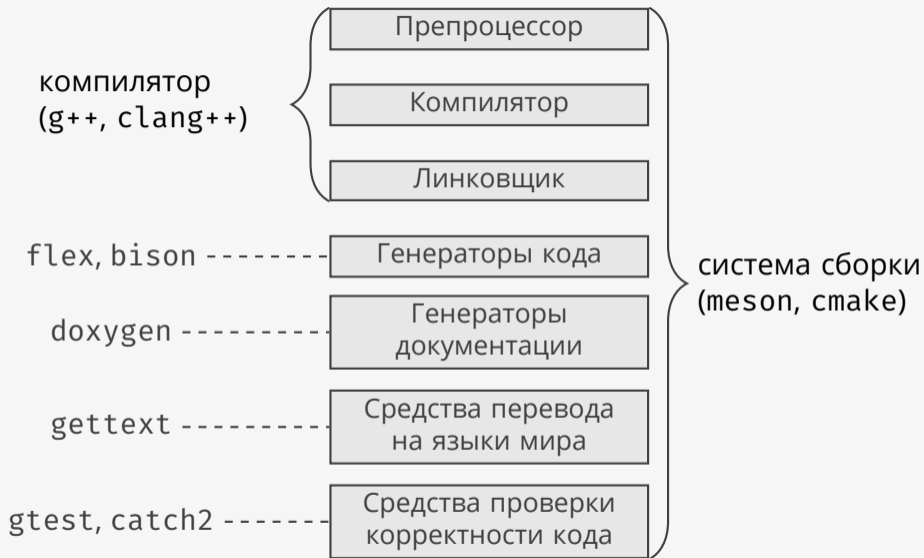 Препроцессор
компилятор
(g++, clang++)
Компилятор
Линковщик
flex, bison
Генераторы кода
система сборки
(meson, cmake)
doxygen
Генераторы
документации
gettext
Средства перевода
на языки мира
gtest, catch2
Средства проверки
корректности кода